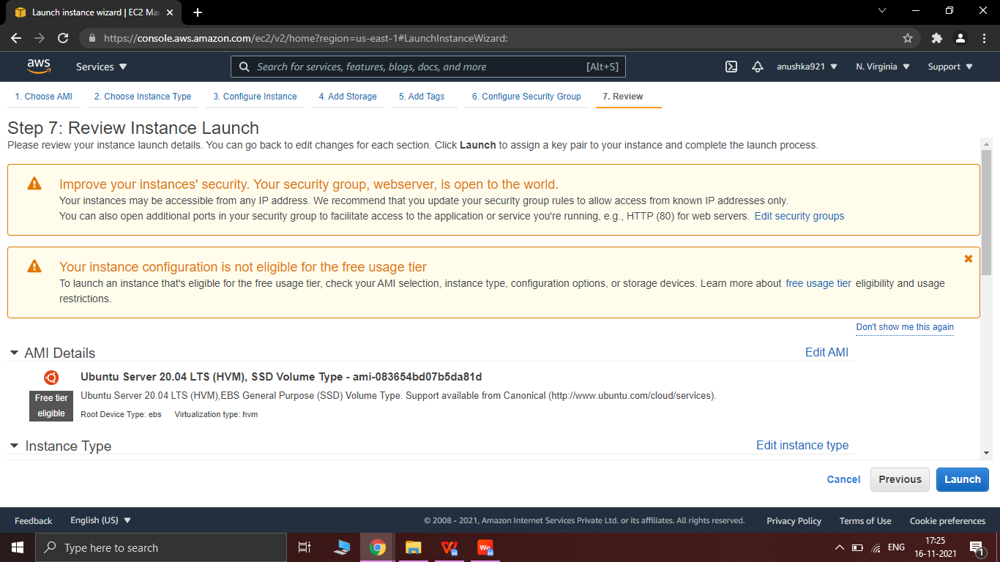 Launch instance wizard | EC2 Ma
https://console.aws.amazon.com/ec2/v2/home?region=us-east-1#LaunchInstanceWizard:
aws Services Search for services, features, blogs, docs, and more [Alt+S] anushka921 N. Virginia Support
1. Choose AMI 2. Choose Instance Type 3. Configure Instance 4. Add Storage 5. Add Tags 6. Configure Security Group 7. Review
Step 7: Review Instance Launch
Please review your instance launch details. You can go back to edit changes for each section. Click Launch to assign a key pair to your instance and complete the launch process.
Improve your instances' security. Your security group, webserver, is open to the world.
Your instances may be accessible from any IP address. We recommend that you update your security group rules to allow access from known IP addresses only.
You can also open additional ports in your security group to facilitate access to the application or service you're running, e.g., HTTP (80) for web servers. Edit security groups
Your instance configuration is not eligible for the free usage tier
To launch an instance that's eligible for the free usage tier, check your AMI selection, instance type, configuration options, or storage devices. Learn more about free usage tier eligibility and usage
restrictions.
Don't show me this again
AMI Details Edit AMI
Ubuntu Server 20.04 LTS (HVM), SSD Volume Type - ami-083654bd07b5da81d
Free tier
eligible
Ubuntu Server 20.04 LTS (HVM),EBS General Purpose (SSD) Volume Type. Support available from Canonical (http://www.ubuntu.com/cloud/services).
Root Device Type: ebs Virtualization type: hvm
Instance Type Edit instance type
Cancel Previous Launch
Feedback English (US) © 2008 - 2021, Amazon Internet Services Private Ltd. or its affiliates. All rights reserved. Privacy Policy Terms of Use Cookie preferences
Type here to search ENG 17:25
16-11-2021 1